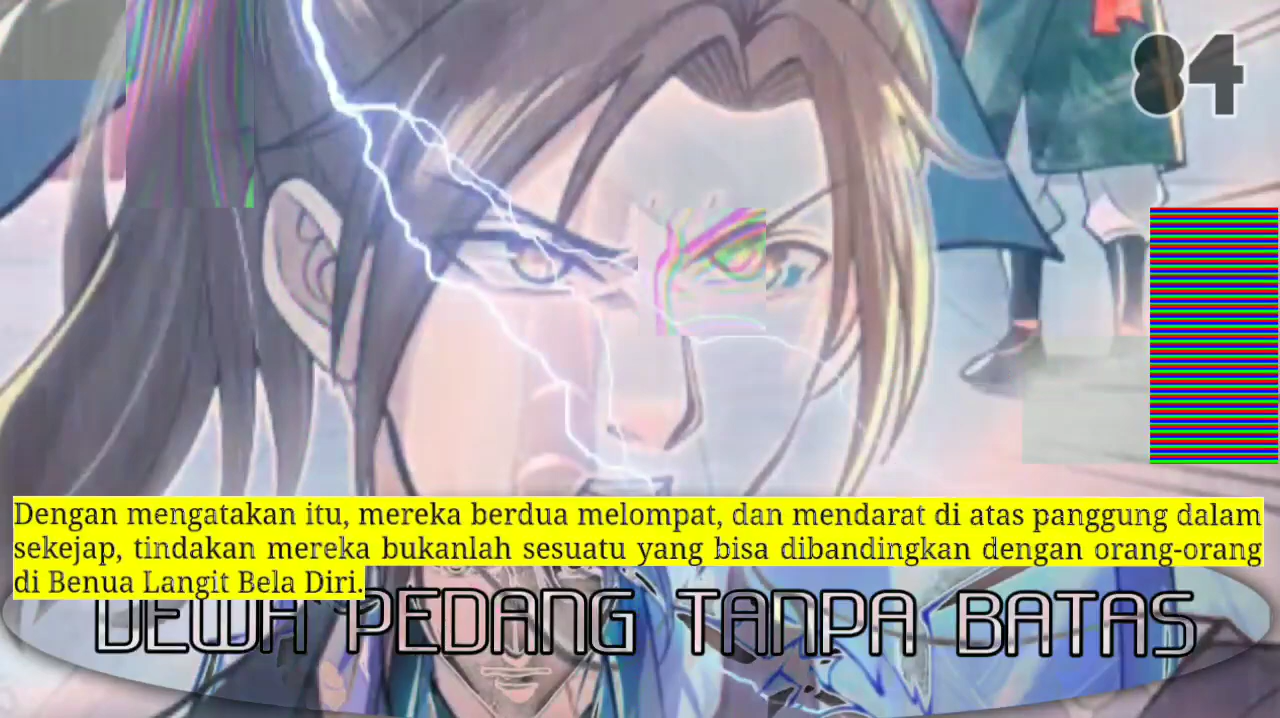 84
Dengan mengatakan itu, mereka berdua melompat, dan mendarat di atas panggung dalam
sekejap, tindakan mereka bukanlah sesuatu yang bisa dibandingkan dengan orang-orang
di Benua Langit Bela Diri.
DEWA PEDANG TANPA BATAS